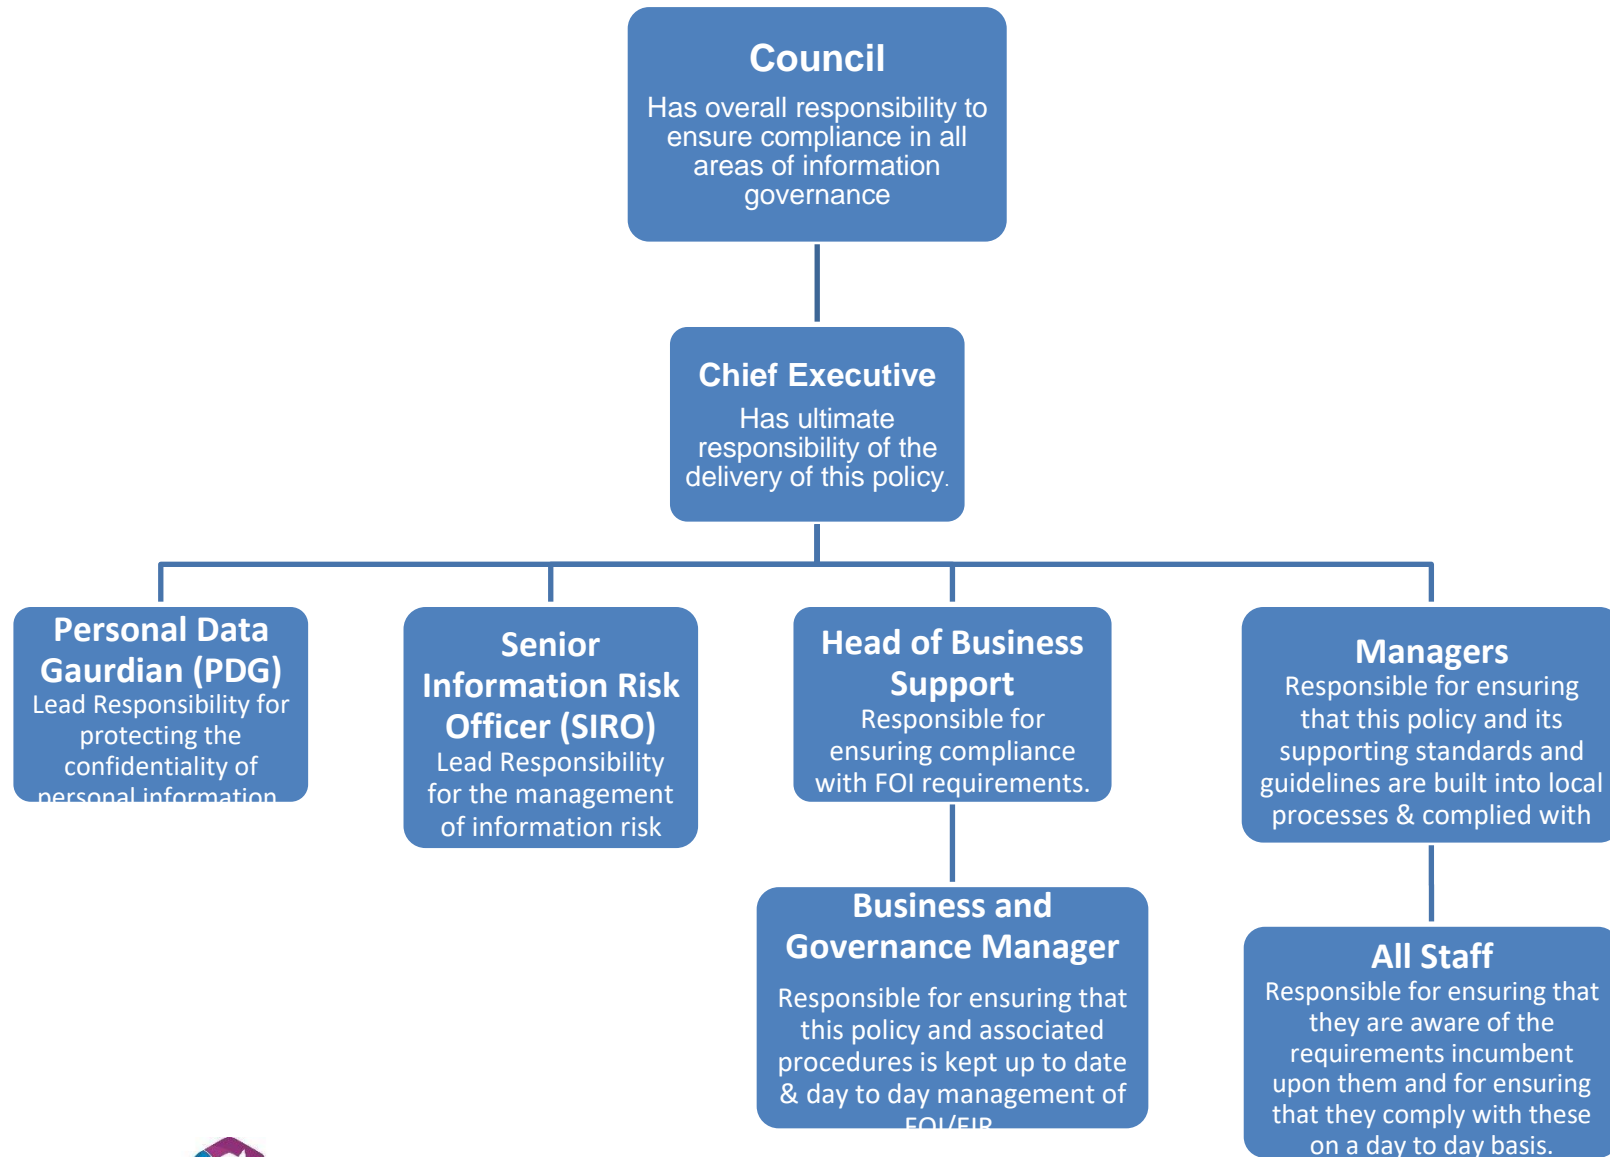 Council
Has overall responsibility to
ensure compliance in all
areas of information
governance
Chief Executive
Has ultimate
responsibility of the
delivery of this policy.
Personal Data
Gaurdian (PDG)
Lead Responsibility for
protecting the
confidentiality of
personal information
Senior
Information Risk
Officer (SIRO)
Lead Responsibility
for the management
of information risk
Head of Business
Support
Responsible for
ensuring compliance
with FOI requirements.
Managers
Responsible for ensuring
that this policy and its
supporting standards and
guidelines are built into local
processes & complied with
Business and
Governance Manager
Responsible for ensuring that
this policy and associated
procedures is kept up to date
& day to day management of
FOI/EIR
All Staff
Responsible for ensuring that
they are aware of the
requirements incumbent
upon them and for ensuring
that they comply with these
on a day to day basis.